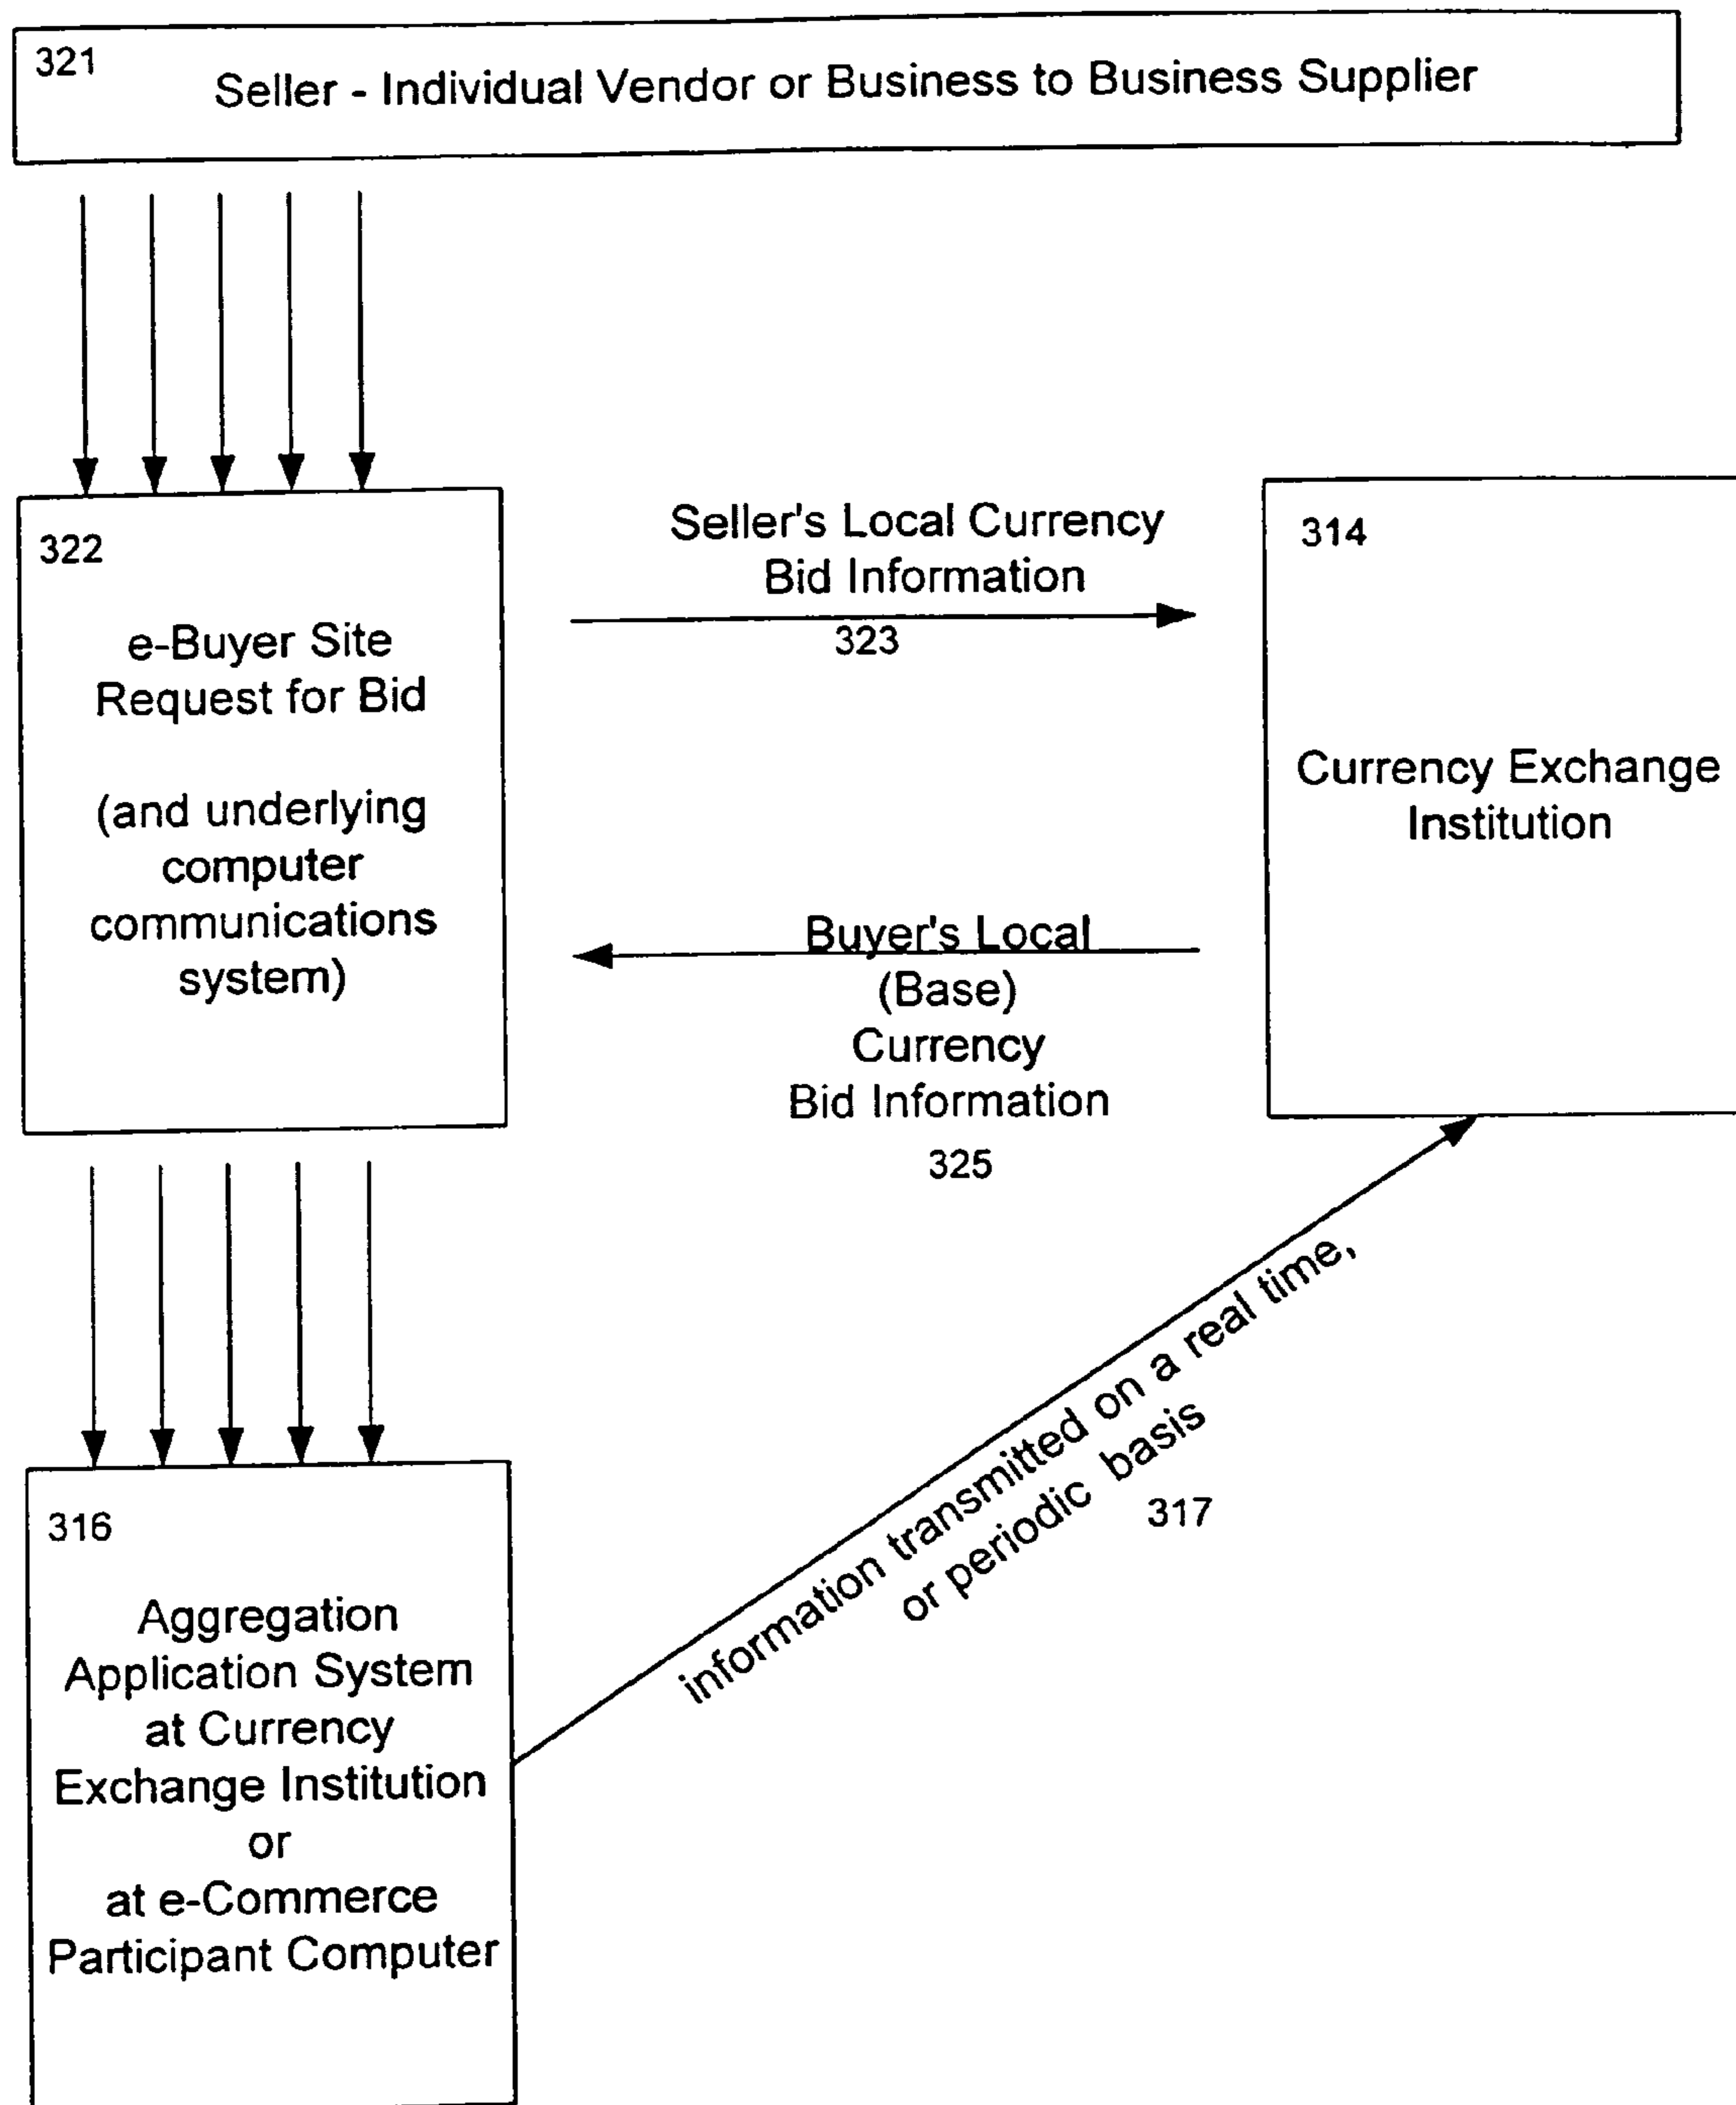 321
Seller - Individual Vendor or Business to Business Supplier
322
e-Buyer Site
Request for Bid
(and underlying
computer
communications
system)
Seller's Local Currency
Bid Information
323
314
Currency Exchange
Institution
Buyer's Local
(Base)
Currency
Bid Information
325
information transmitted on a real time,
or periodic basis
317
316
Aggregation
Application System
at Currency
Exchange Institution
or
at e-Commerce
Participant Computer